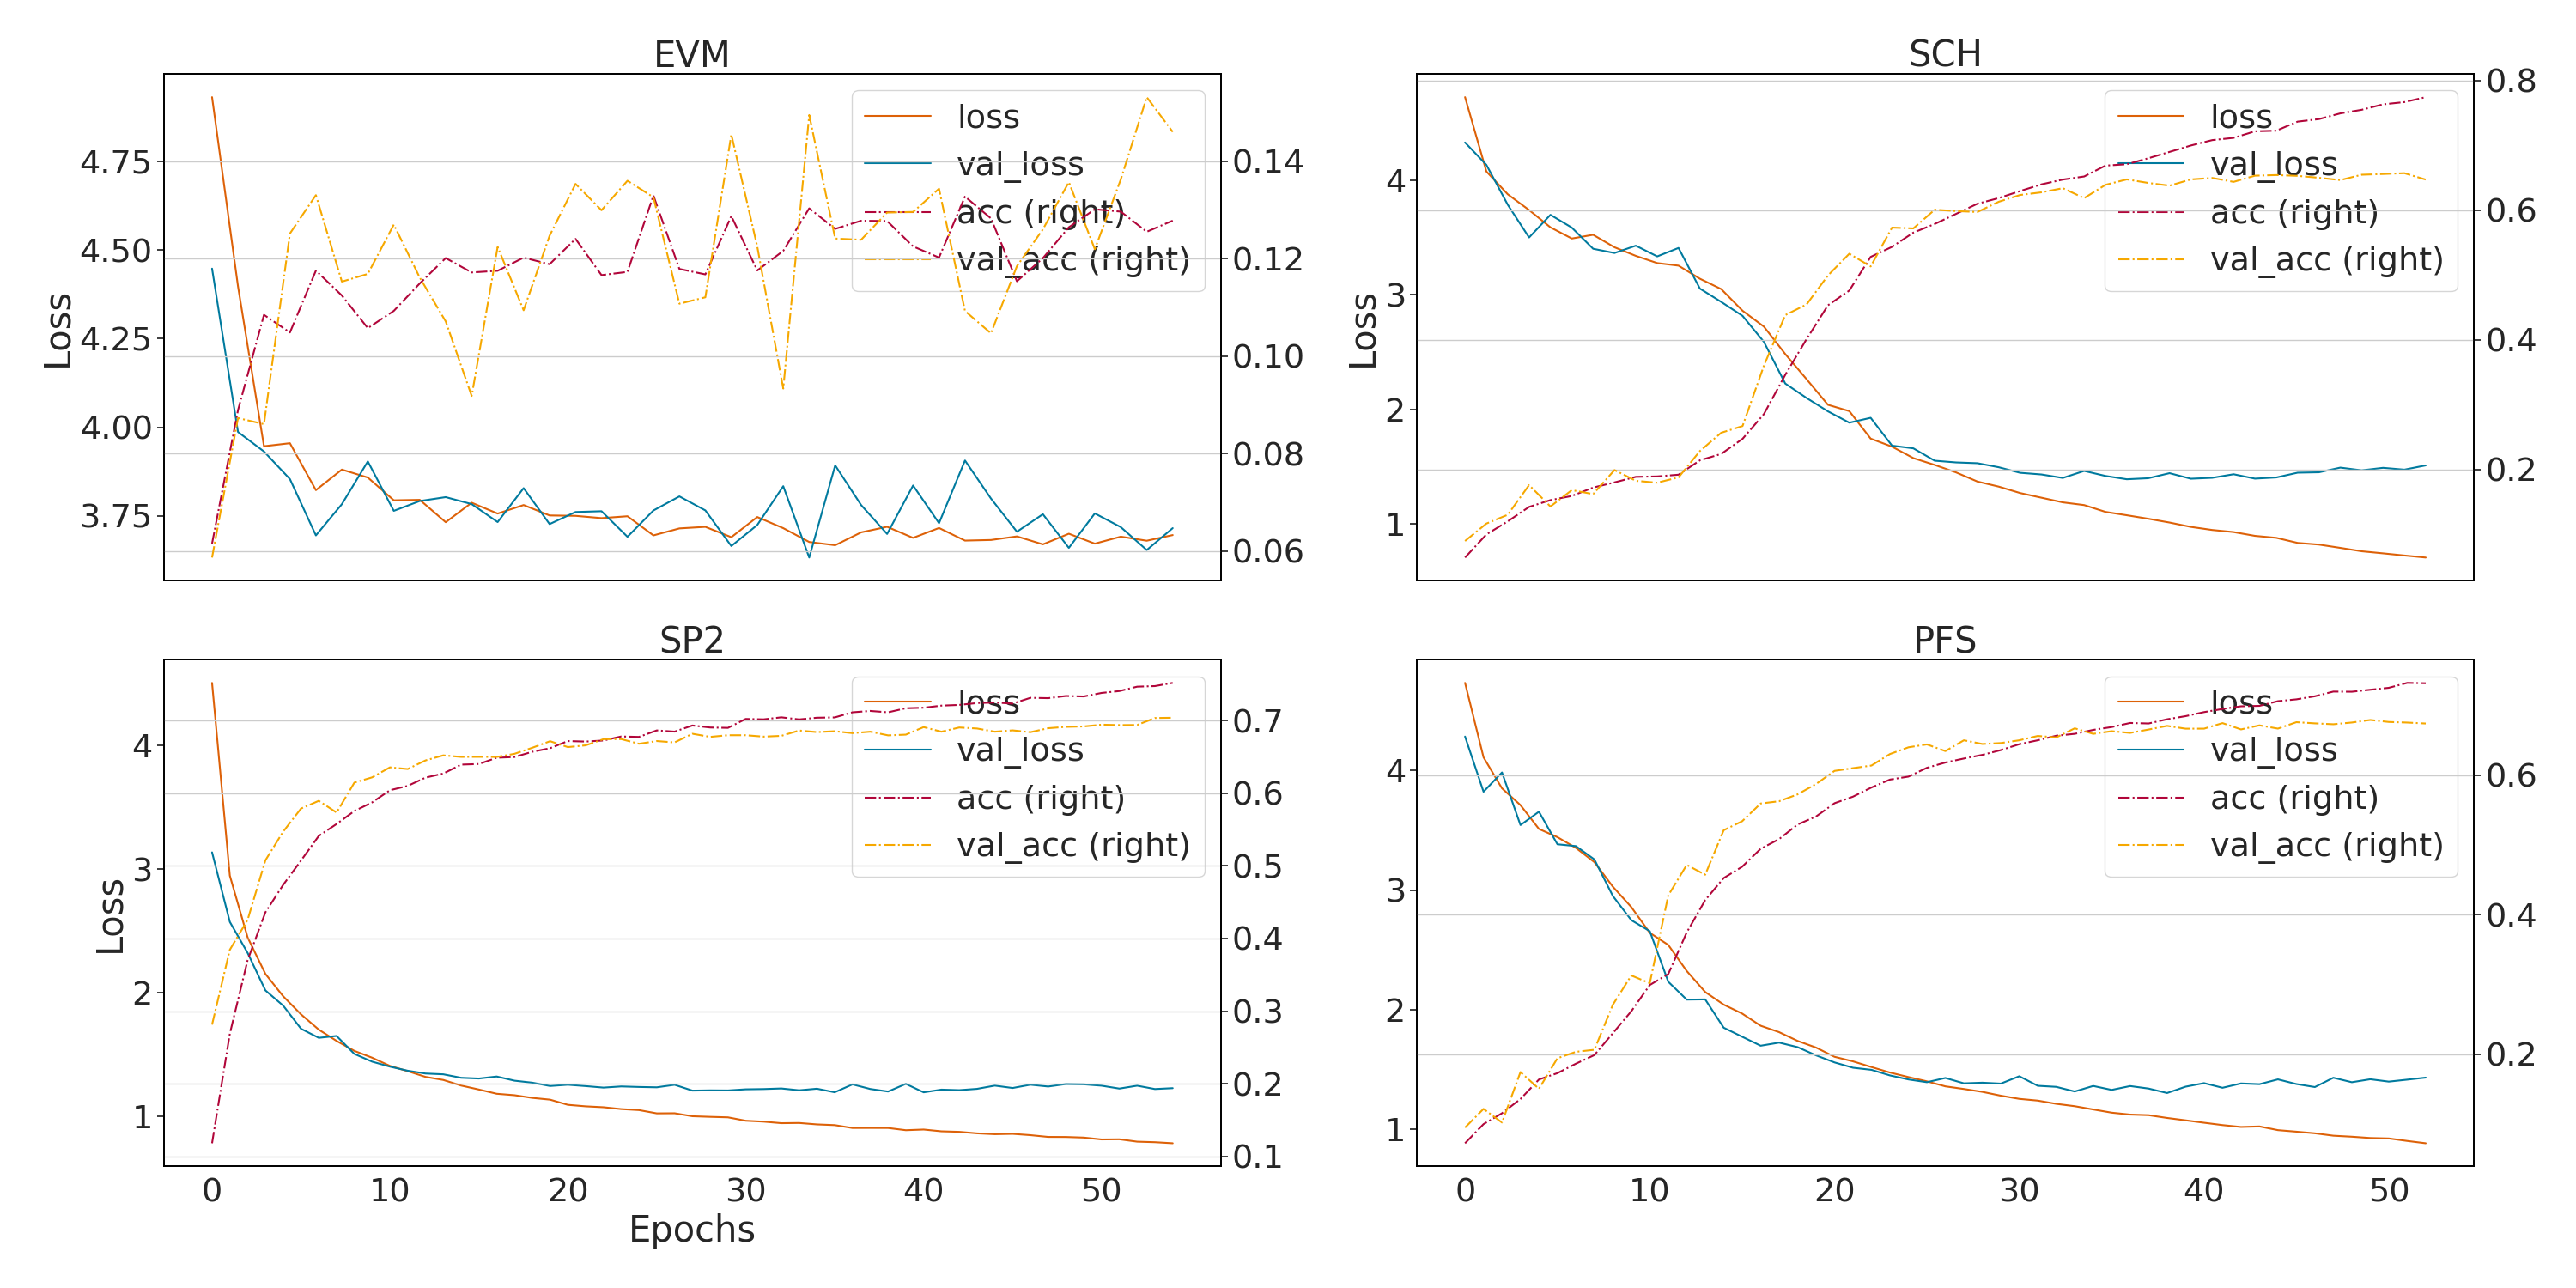 EVM
4.75
4.50
4.25
4.00
3.75
Loss
0.14
0.12
0.10
0.08
0.06
loss
val_loss
acc (right)
val_acc (right)
SCH
4
3
2
1
Loss
0.8
0.6
0.4
0.2
loss
val_loss
acc (right)
val_acc (right)
SP2
4
3
2
1
Loss
0.7
0.6
0.5
0.4
0.3
0.2
0.1
loss
val_loss
acc (right)
val_acc (right)
0 10 20 30 40 50
Epochs
PFS
4
3
2
1
0.6
0.4
0.2
loss
val_loss
acc (right)
val_acc (right)
0 10 20 30 40 50